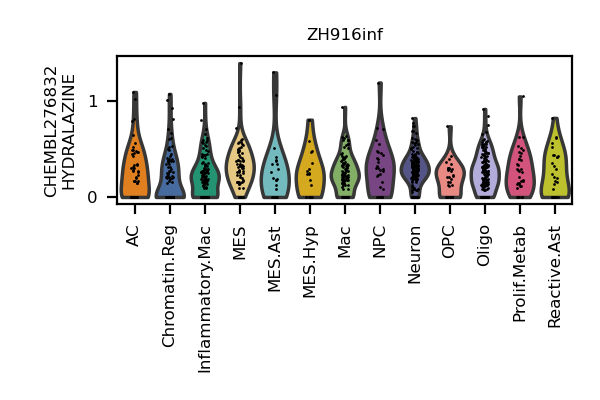 ZH916inf
CHEMBL276832
HYDRALAZINE
1
0
AC
Chromatin.Reg
Inflammatory.Mac
MES
MES.Ast
MES.Hyp
Mac
NPC
Neuron
OPC
Oligo
Prolif.Metab
Reactive.Ast